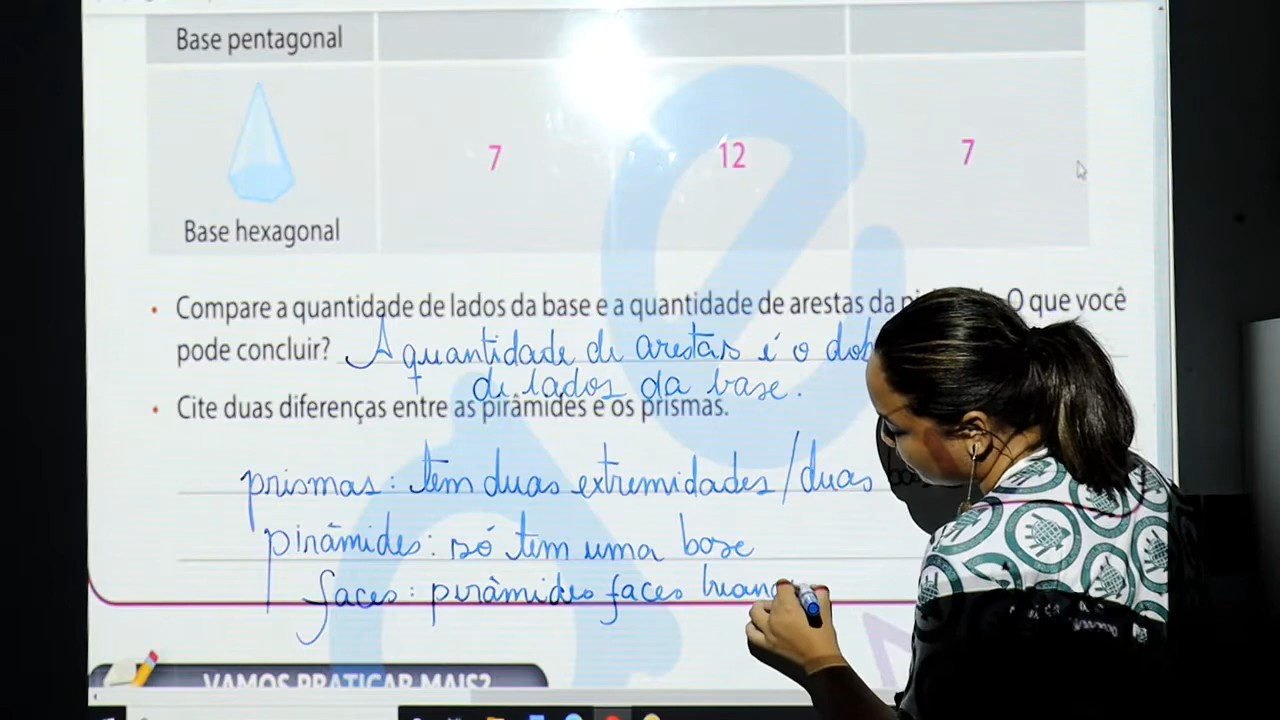 Base pentagonal
7 12 7
Base hexagonal
• Compare a quantidade de lados da base e a quantidade de arestas da O que você
pode concluir? A quantidade de arestas é o
de lados da base.
• Cite duas diferenças entre as pirâmides e os prismas.
prismas: tem duas extremidades/duas
pirâmides: só tem uma base
faces: pirâmides faces
VAMOS PRATICAR MAIS?